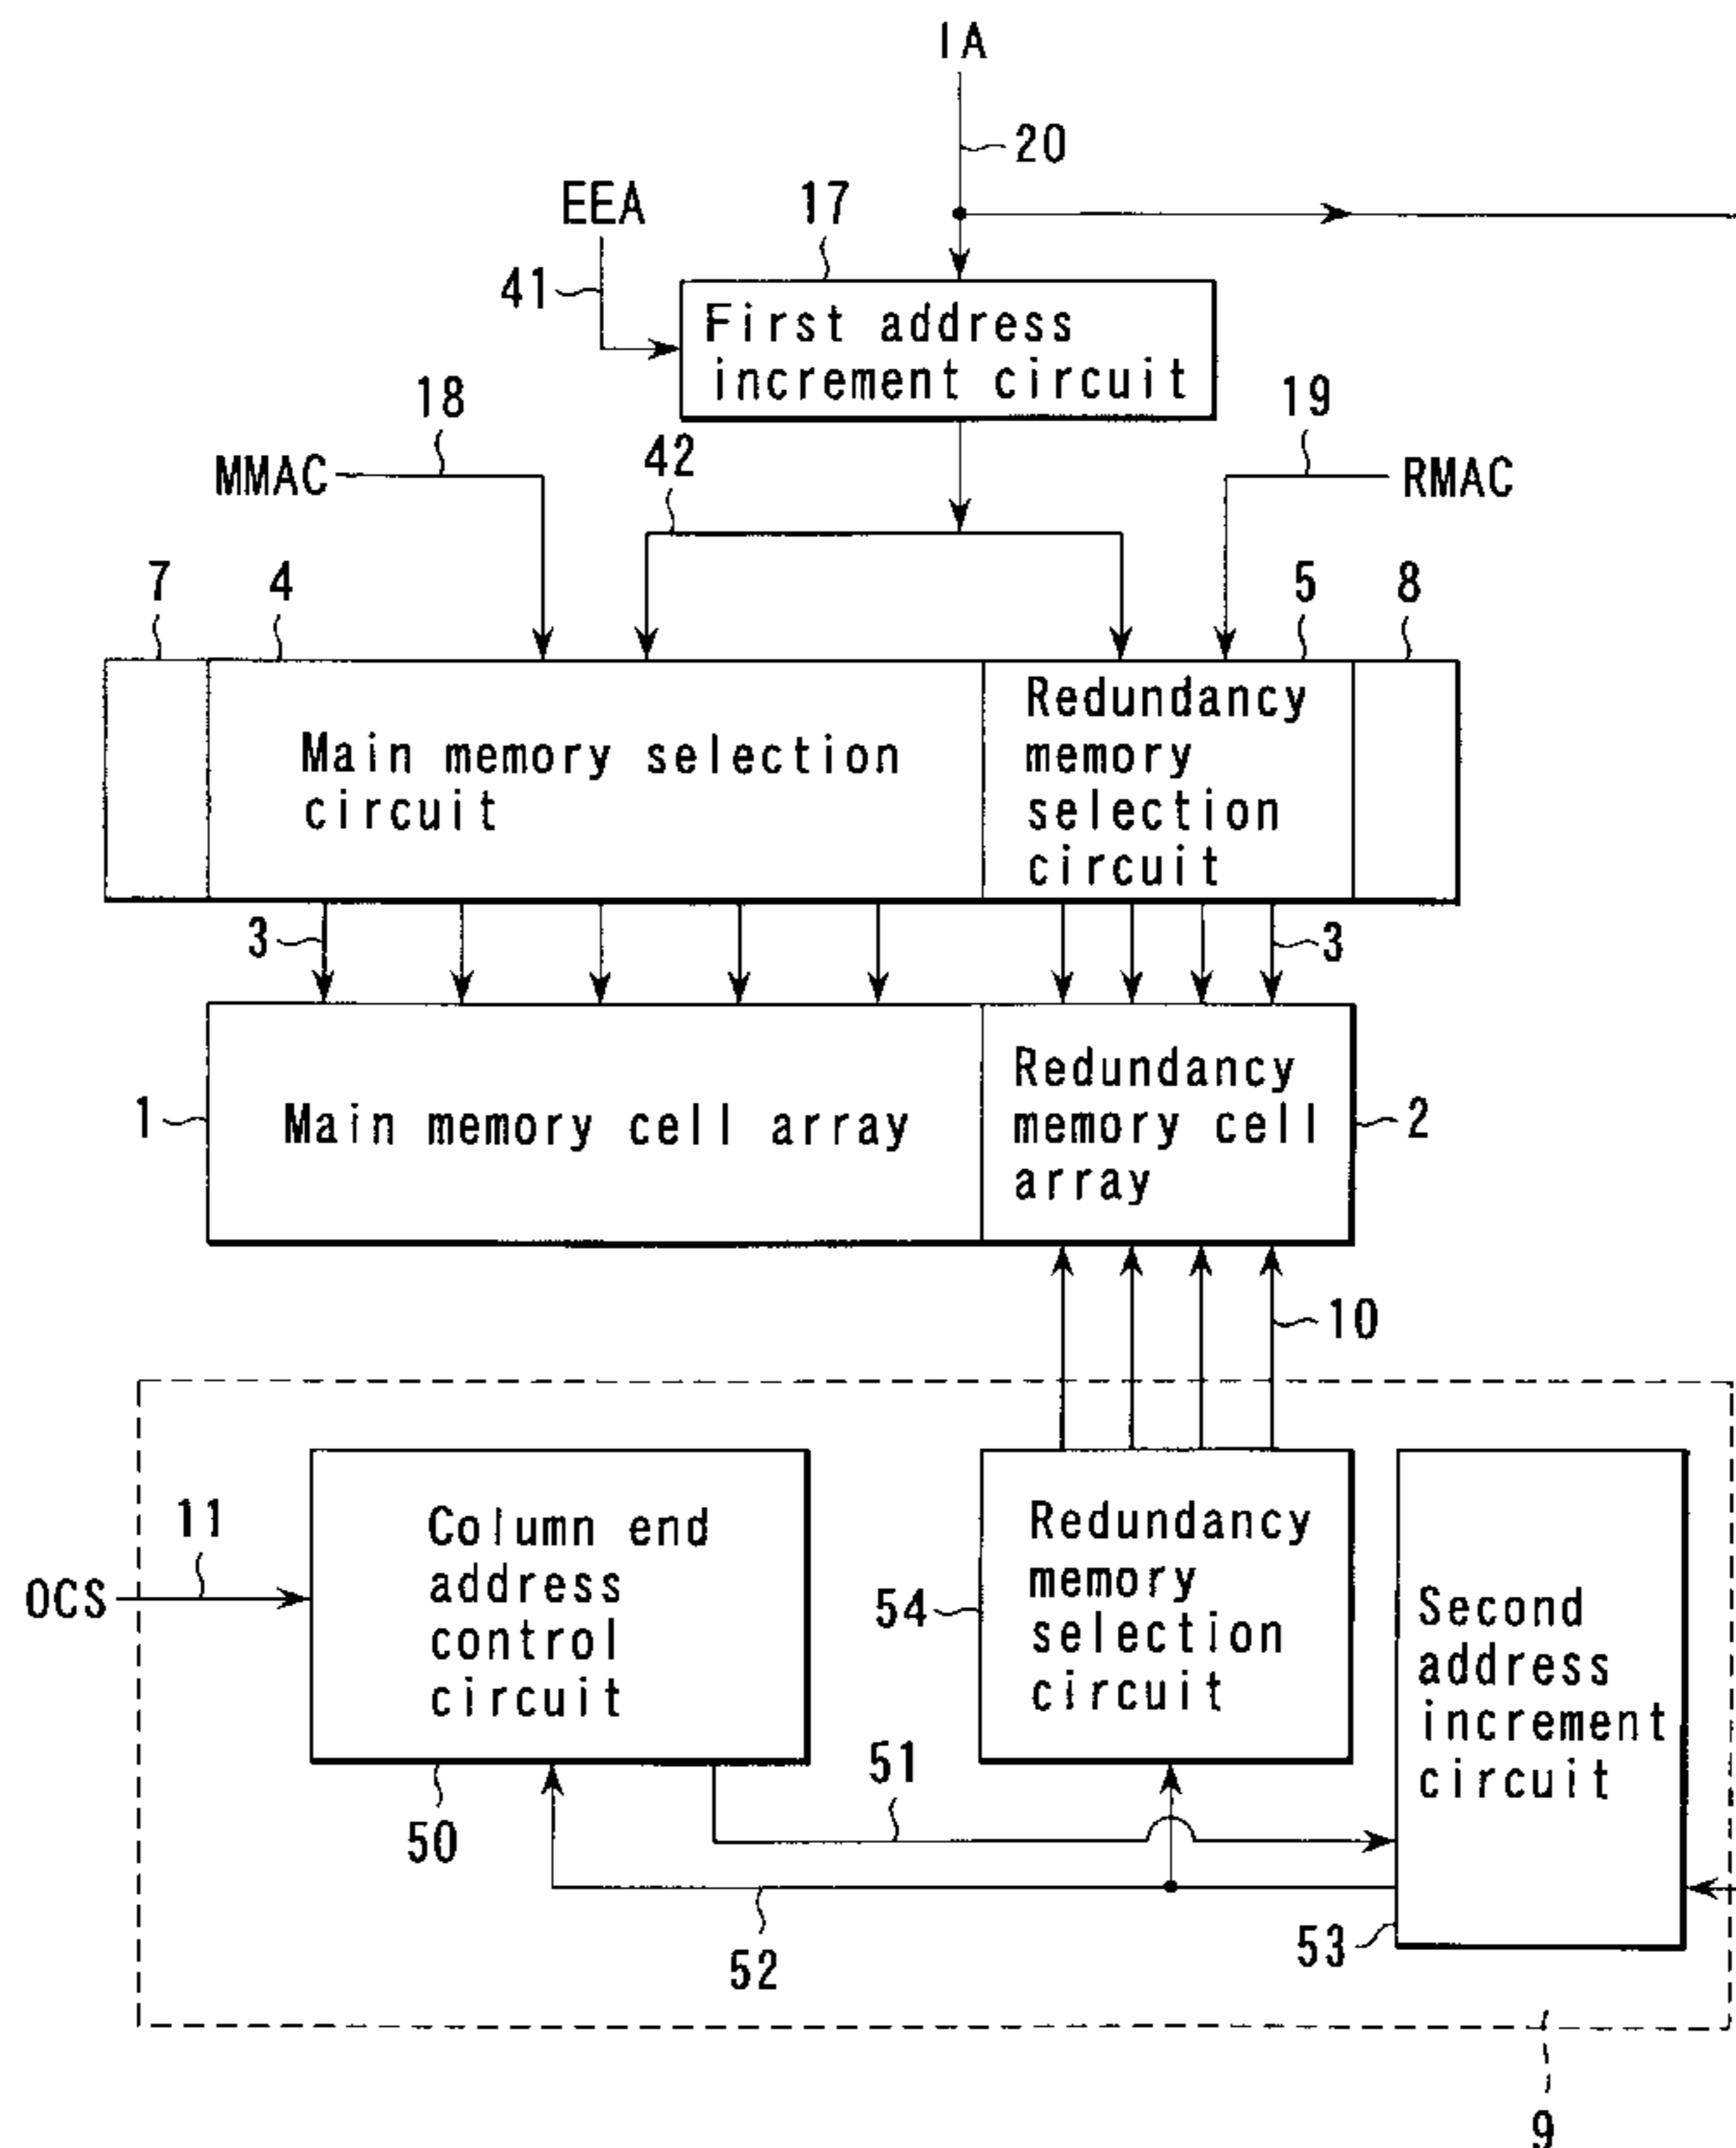 IA
20
EEA
17
41
First address
increment circuit
18
42
19
MMAC
RMAC
7
4
5
8
Main memory selection
circuit
Redundancy
memory
selection
circuit
3
3
1
Main memory cell array
Redundancy
memory cell
array
2
10
11
OCS
Column end
address
control
circuit
54
Redundancy
memory
selection
circuit
Second
address
increment
circuit
50
51
52
53
9